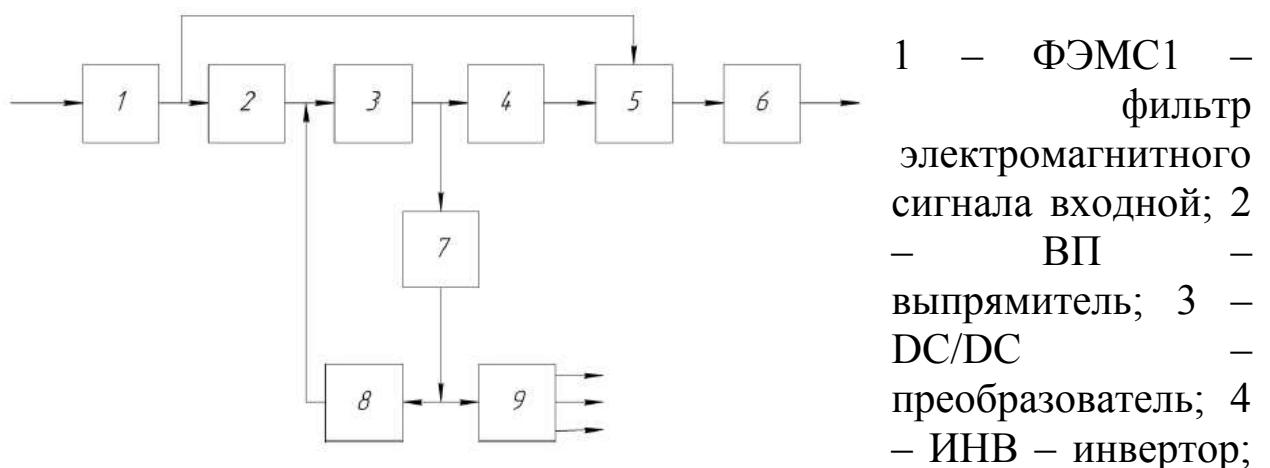 1
2
3
4
5
6
7
8
9
1 – ФЭМС1 –
фильтр
электромагнитного
сигнала входной; 2
– ВП –
выпрямитель; 3 –
DC/DC –
преобразователь; 4
– ИНВ – инвертор;